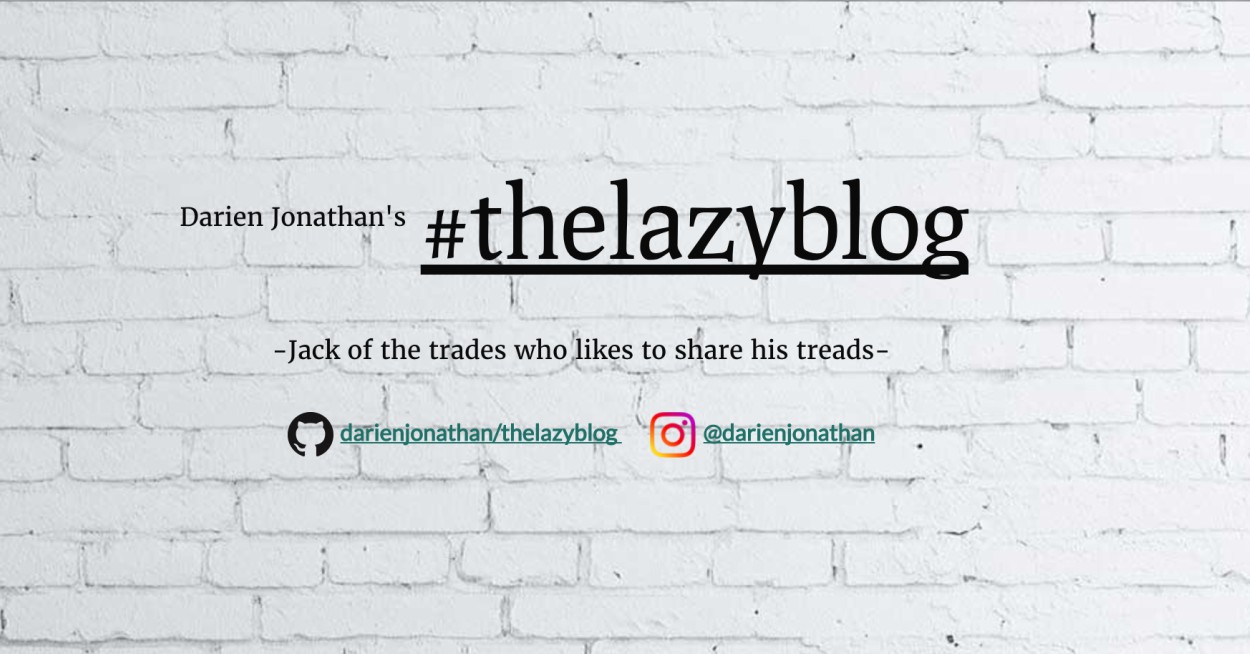 Darien Jonathan's #thelazyblog
-Jack of the trades who likes to share his treads-
darienjonathan/thelazyblog @darienjonathan